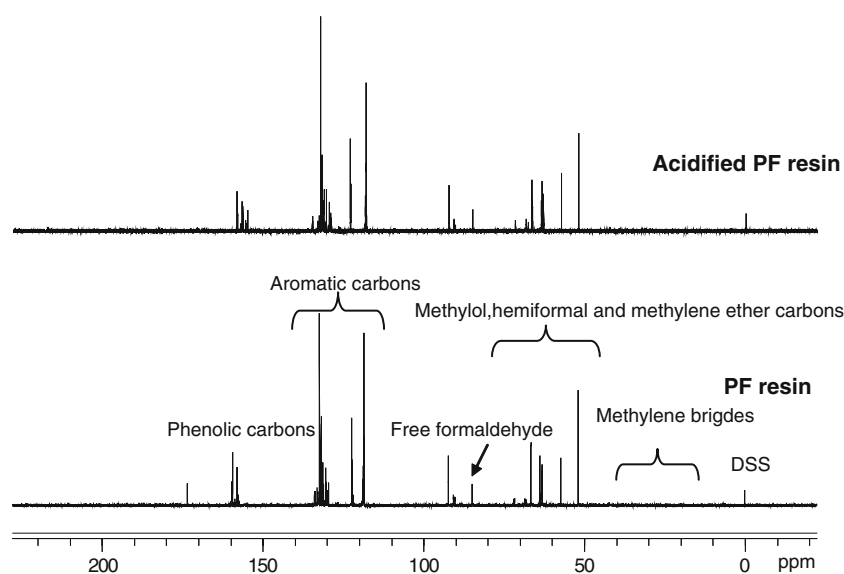 Acidified PF resin
Aromatic carbons
Methylol,hemiformal and methylene ether carbons
PF resin
Phenolic carbons
Free formaldehyde
Methylene brigdes
DSS
200 150 100 50 0 ppm